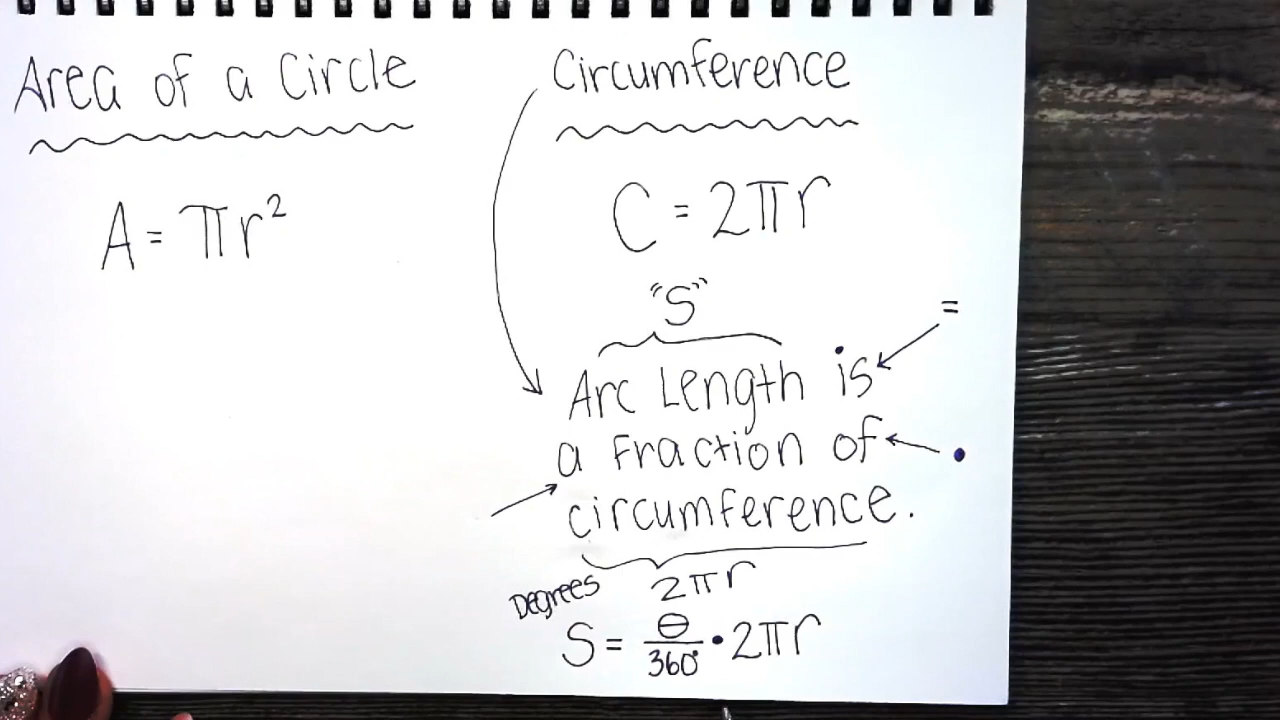 Area of a Circle
A = πr²
Circumference
C = 2πr
"S"
=
Arc Length is
a fraction of
•
circumference.
2πr
Degrees
S = θ/360° • 2πr